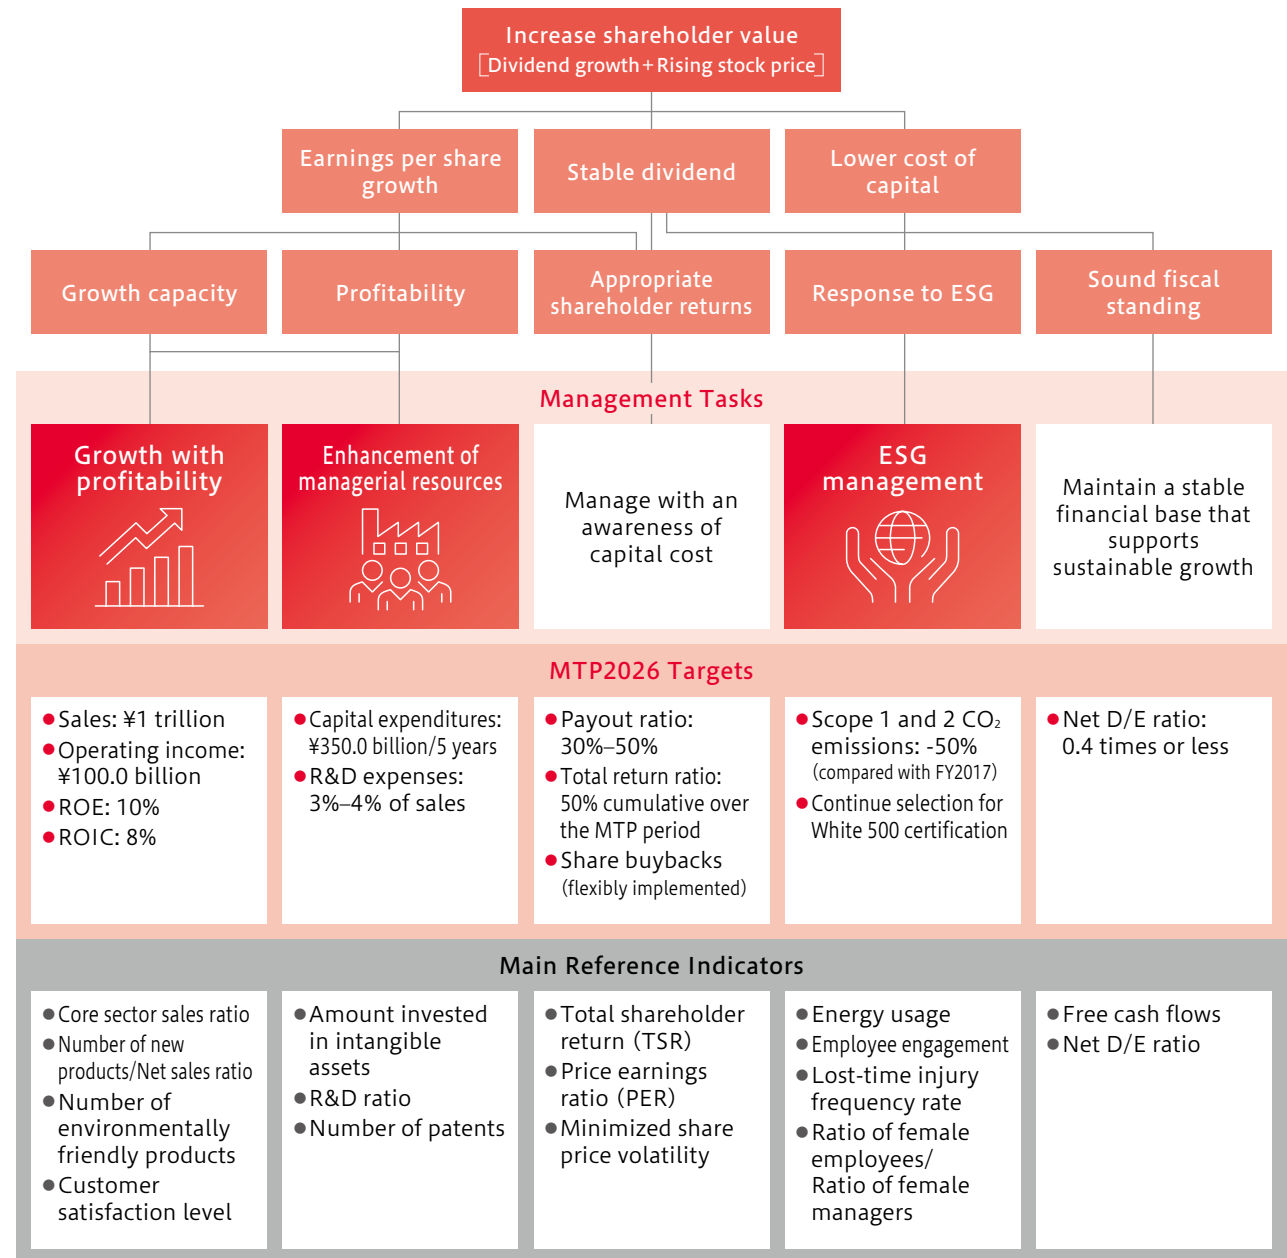 Increase shareholder value
[Dividend growth+Rising stock price]
Earnings per share
growth
Stable dividend
Lower cost of
capital
Growth capacity
Profitability
Appropriate
shareholder returns
Response to ESG
Sound fiscal
standing
Management Tasks
Growth with
profitability
Enhancement of
managerial resources
Manage with an
awareness of
capital cost
ESG
management
Maintain a stable
financial base that
supports
sustainable growth
MTP2026 Targets
●Sales: ¥1 trillion
●Operating income:
¥100.0 billion
●ROE: 10%
●ROIC: 8%
●Capital expenditures:
¥350.0 billion/5 years
●R&D expenses:
3%–4% of sales
●Payout ratio:
30%–50%
●Total return ratio:
50% cumulative over
the MTP period
●Share buybacks
(flexibly implemented)
●Scope 1 and 2 CO₂
emissions: -50%
(compared with FY2017)
●Continue selection for
White 500 certification
●Net D/E ratio:
0.4 times or less
Main Reference Indicators
●Core sector sales ratio
●Number of new
products/Net sales ratio
●Number of
environmentally
friendly products
●Customer
satisfaction level
●Amount invested
in intangible
assets
●R&D ratio
●Number of patents
●Total shareholder
return (TSR)
●Price earnings
ratio (PER)
●Minimized share
price volatility
●Energy usage
●Employee engagement
●Lost-time injury
frequency rate
●Ratio of female
employees/
Ratio of female
managers
●Free cash flows
●Net D/E ratio